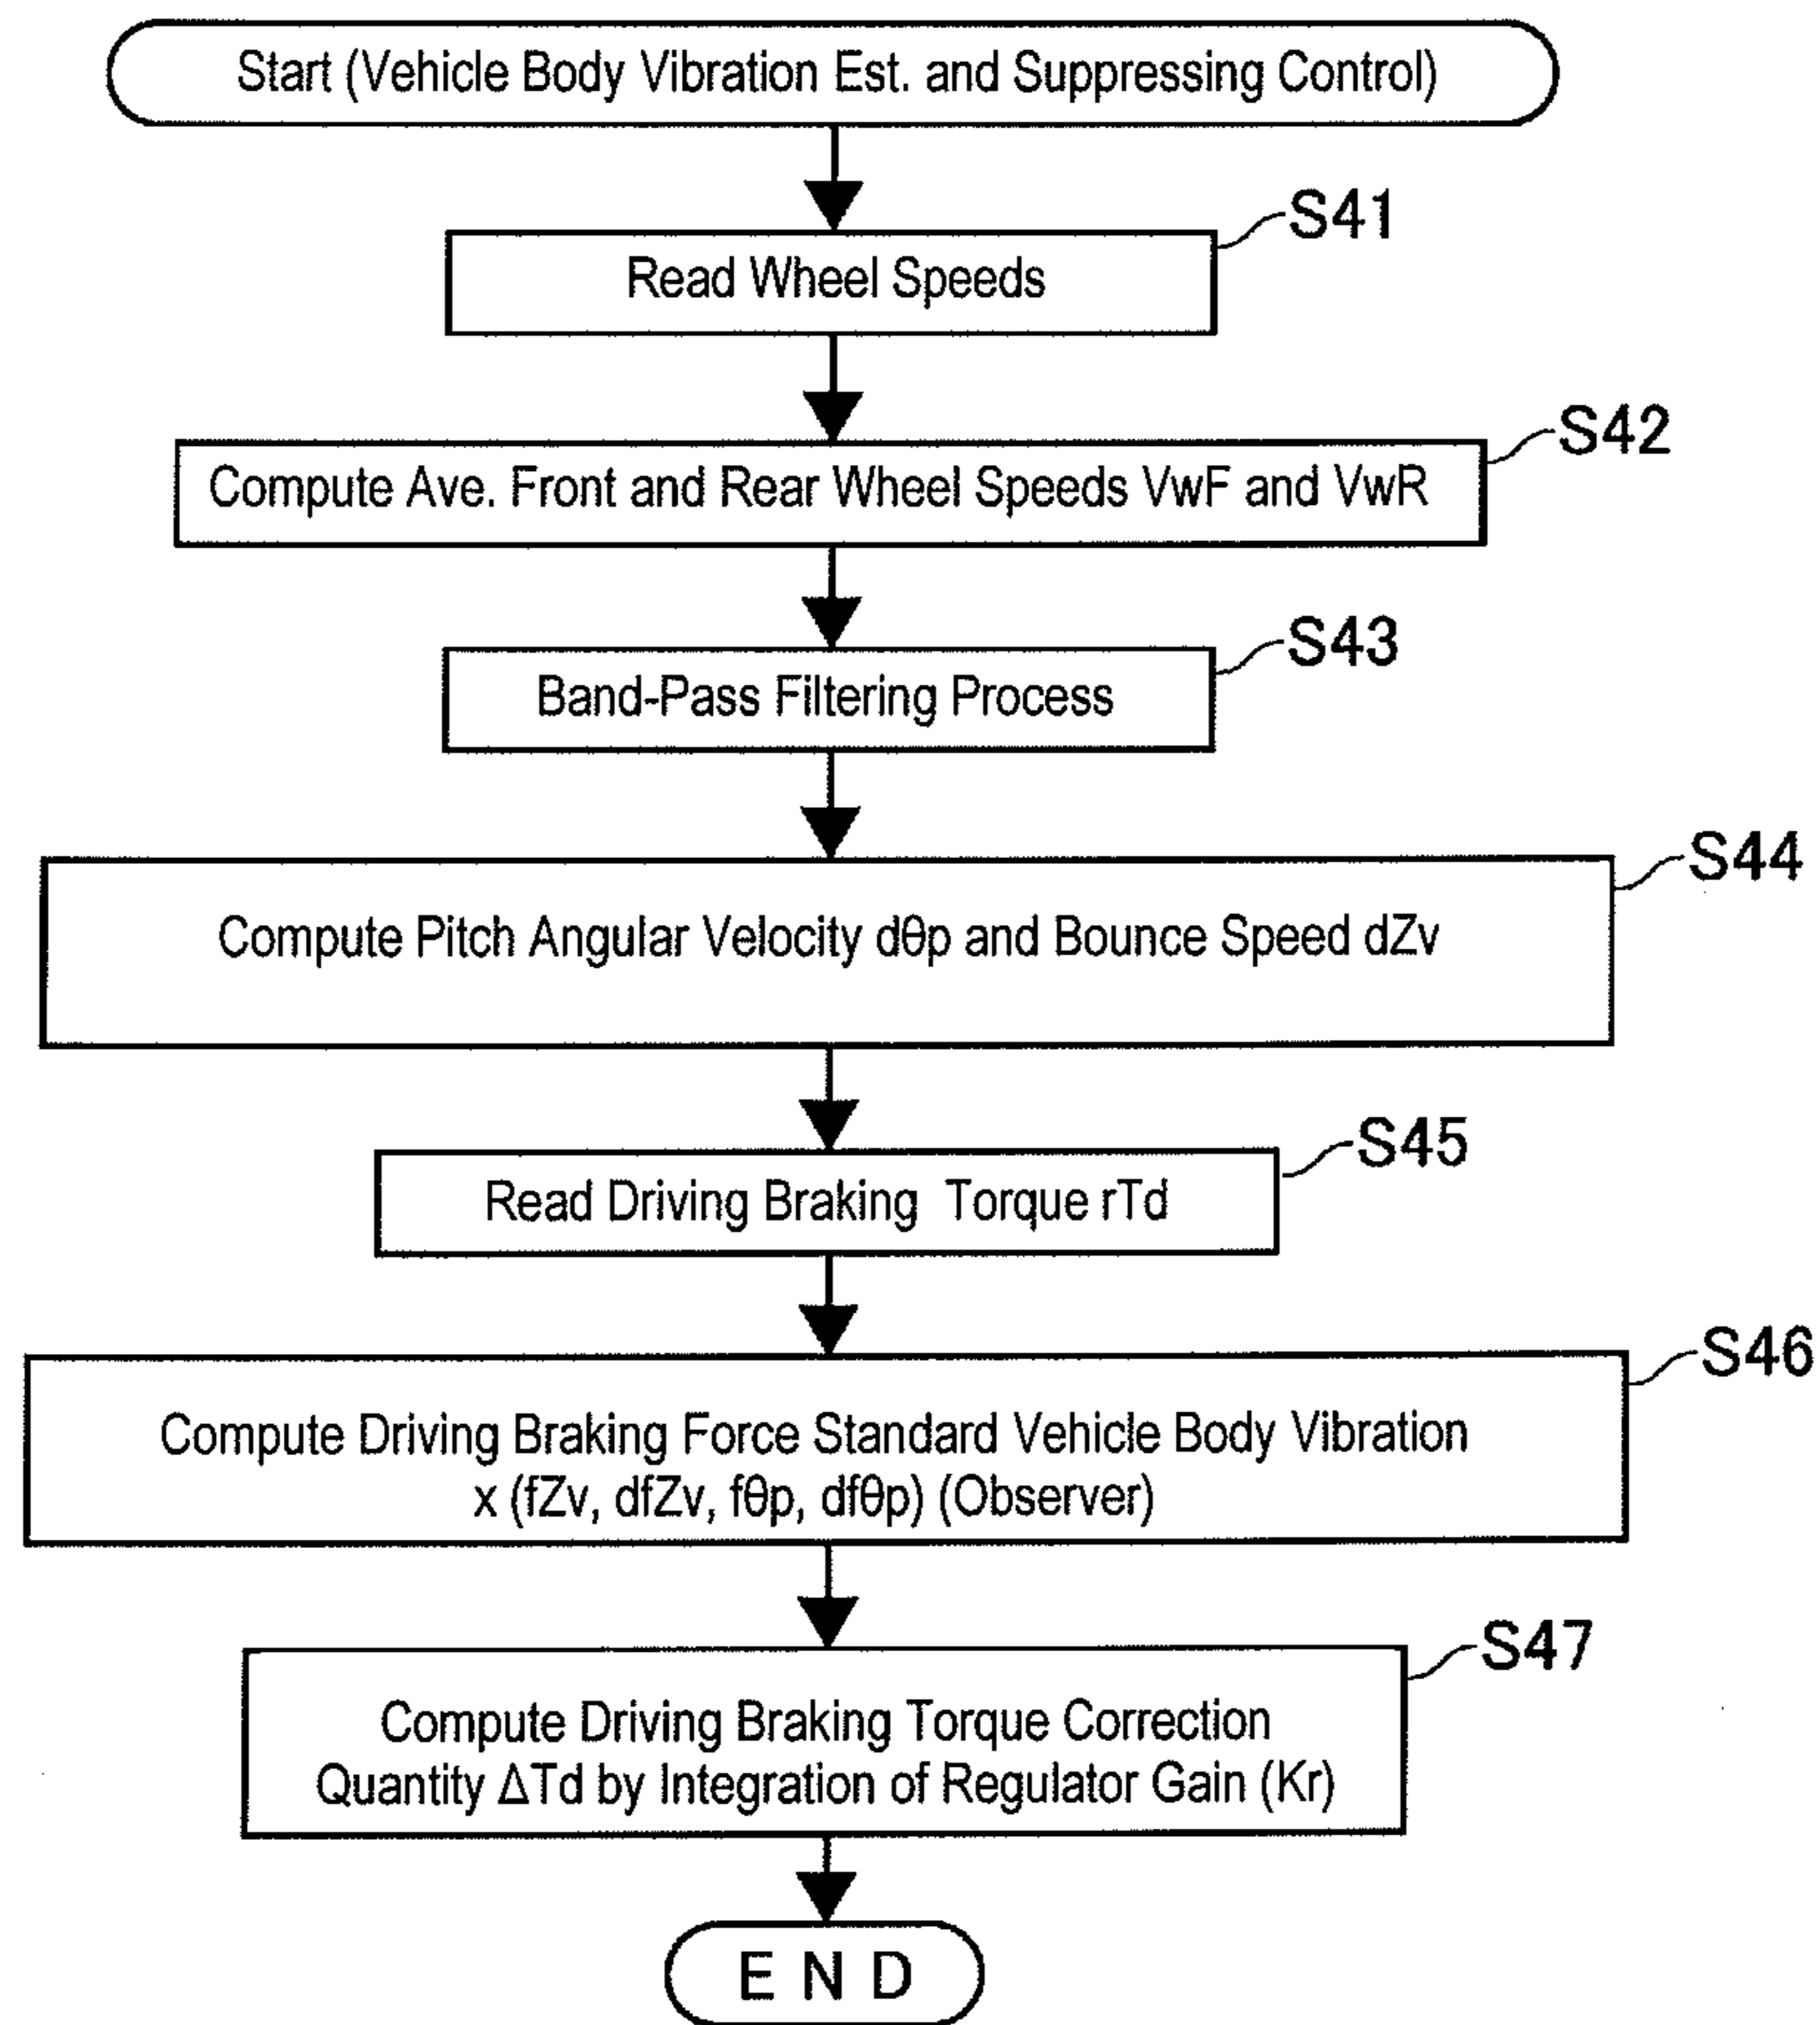 Start (Vehicle Body Vibration Est. and Suppressing Control)
S41
Read Wheel Speeds
S42
Compute Ave. Front and Rear Wheel Speeds VwF and VwR
S43
Band-Pass Filtering Process
S44
Compute Pitch Angular Velocity dθp and Bounce Speed dZv
S45
Read Driving Braking Torque rTd
S46
Compute Driving Braking Force Standard Vehicle Body Vibration
x (fZv, dfZv, fθp, dfθp) (Observer)
S47
Compute Driving Braking Torque Correction
Quantity ΔTd by Integration of Regulator Gain (Kr)
E N D